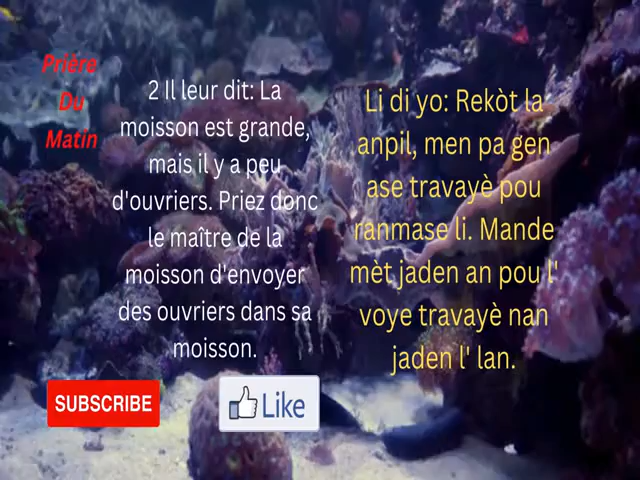 Prière
Du
Matin
2 Il leur dit: La
moisson est grande,
mais il y a peu
d'ouvriers. Priez donc
le maître de la
moisson d'envoyer
des ouvriers dans sa
moisson.
Li di yo: Rekòt la
anpil, men pa gen
ase travayè pou
ranmase li. Mande
mèt jaden an pou l'
voye travayè nan
jaden l' lan.
SUBSCRIBE
Like